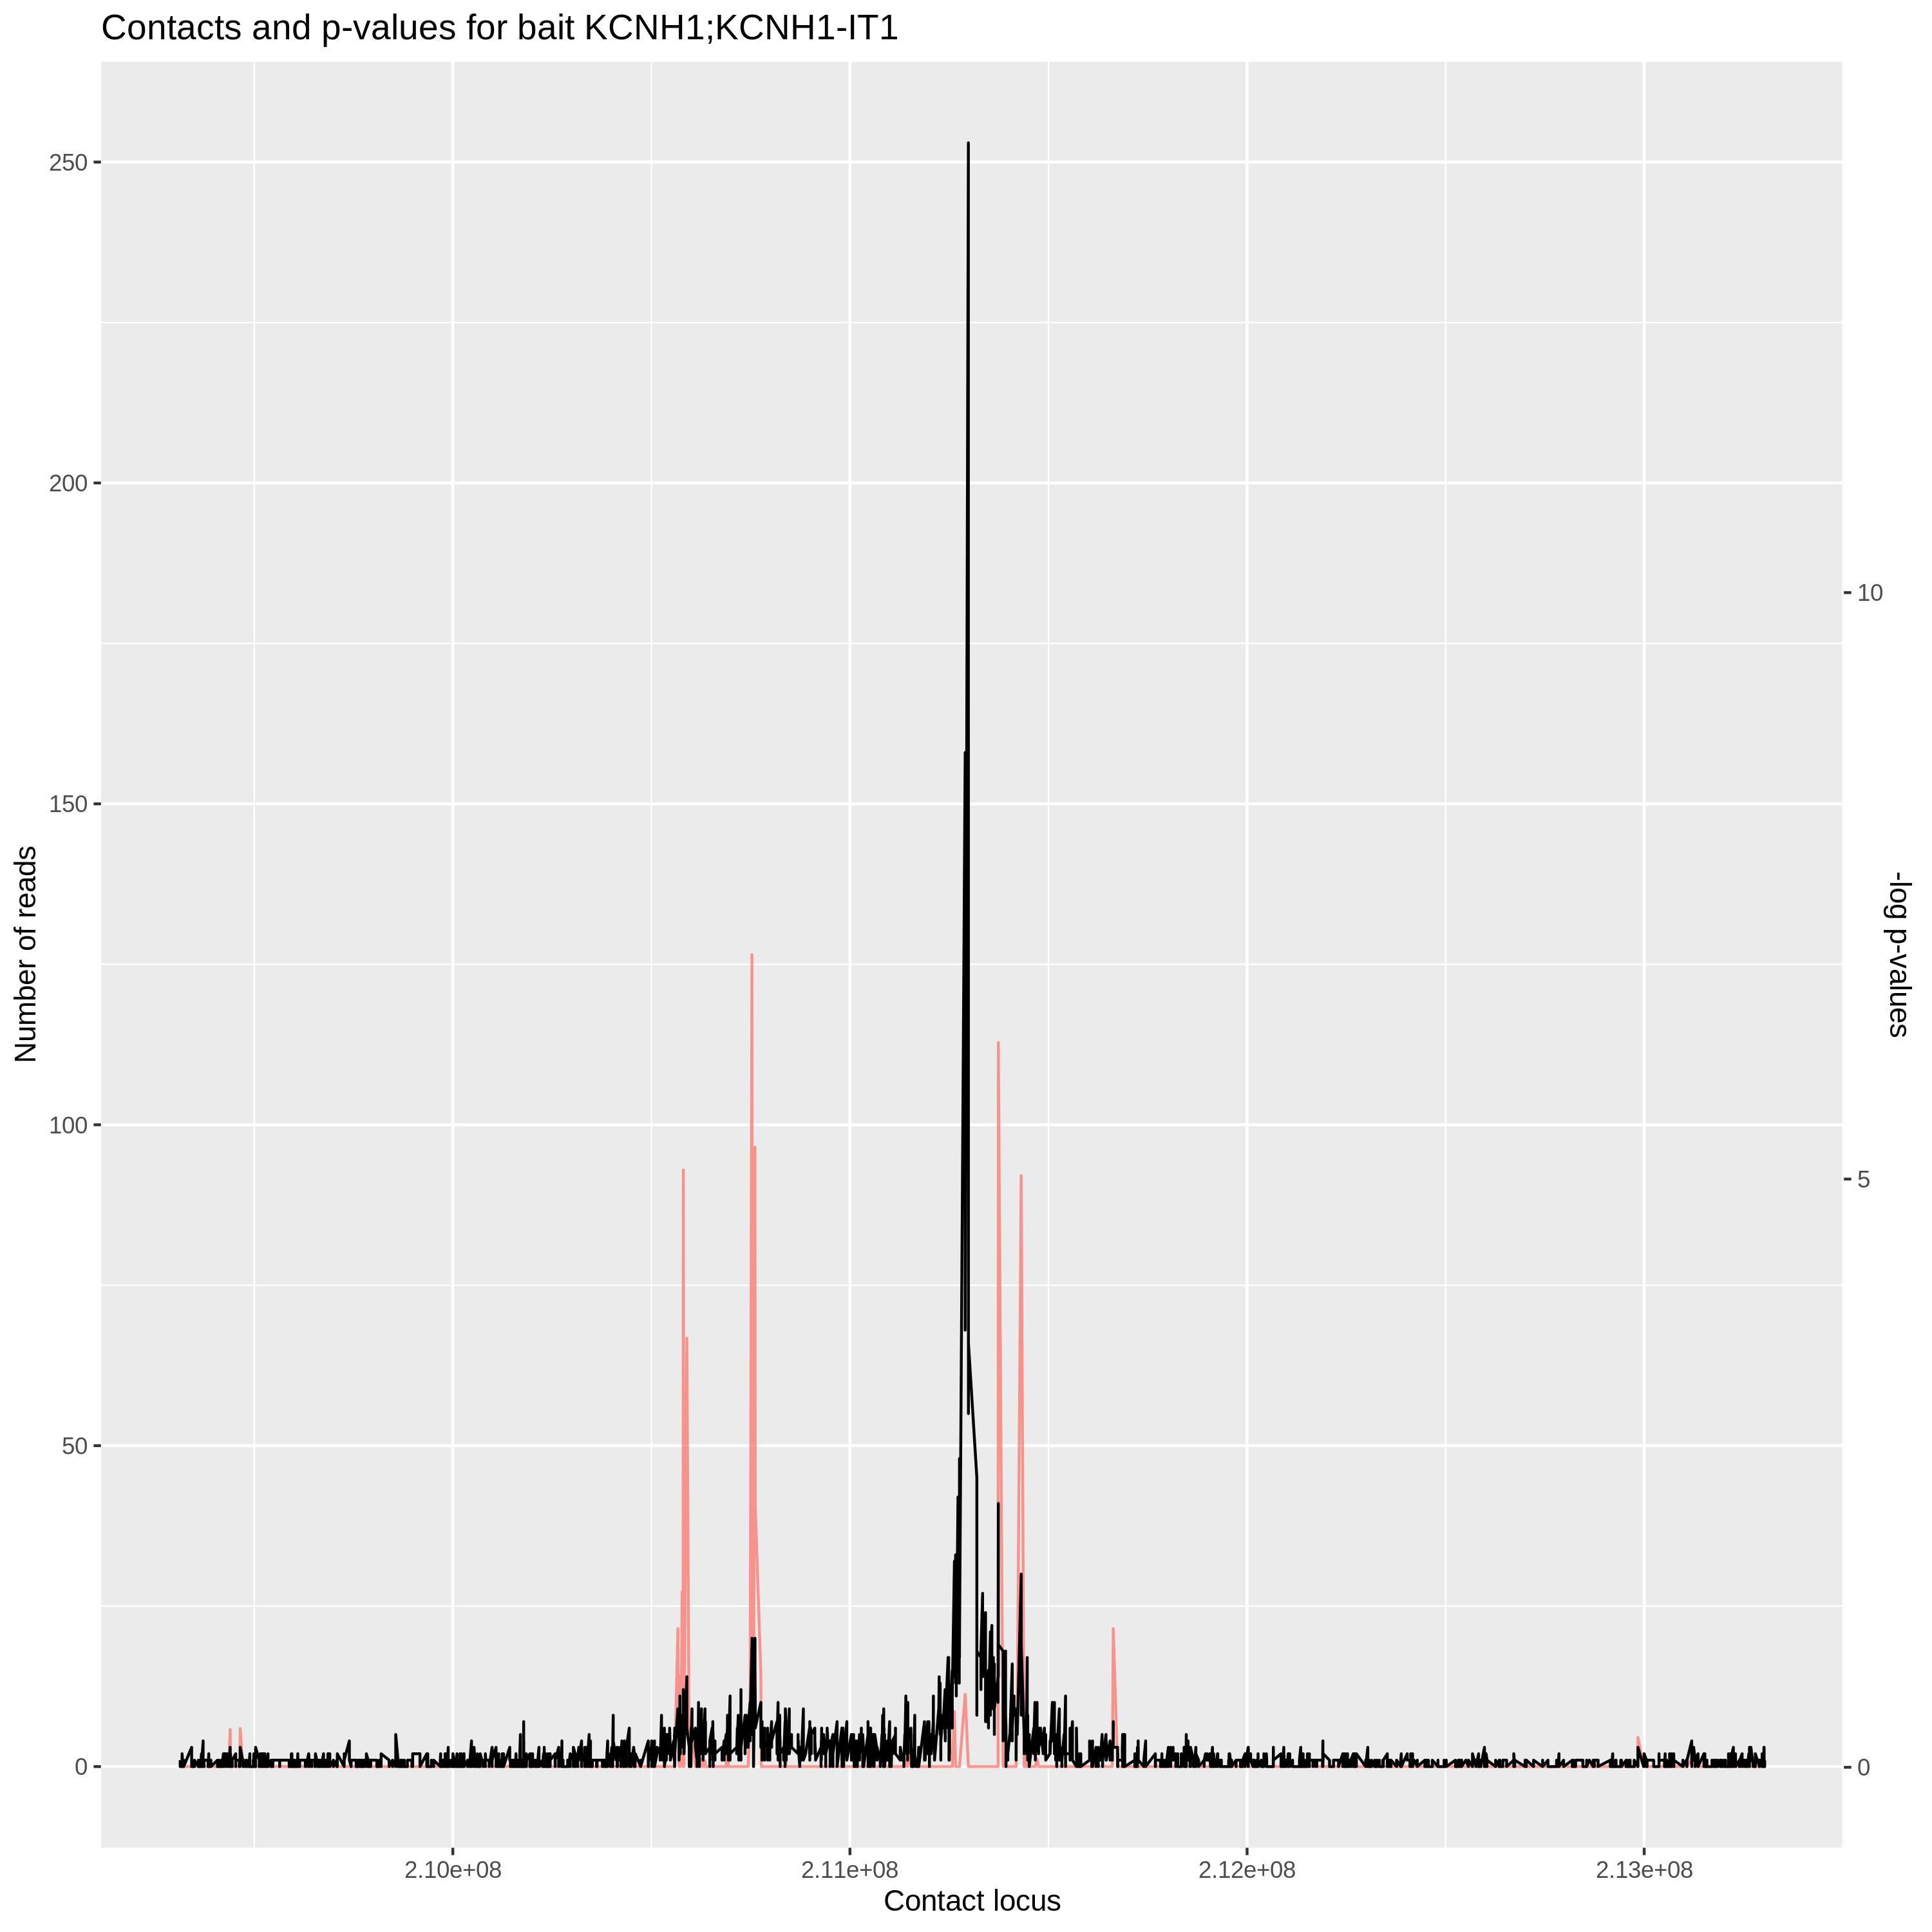 Contacts and p-values for bait KCNH1;KCNH1-IT1
250
200
150
100
50
0
Number of reads
10
5
0
-log p-values
2.10e+08
2.11e+08
2.12e+08
2.13e+08
Contact locus